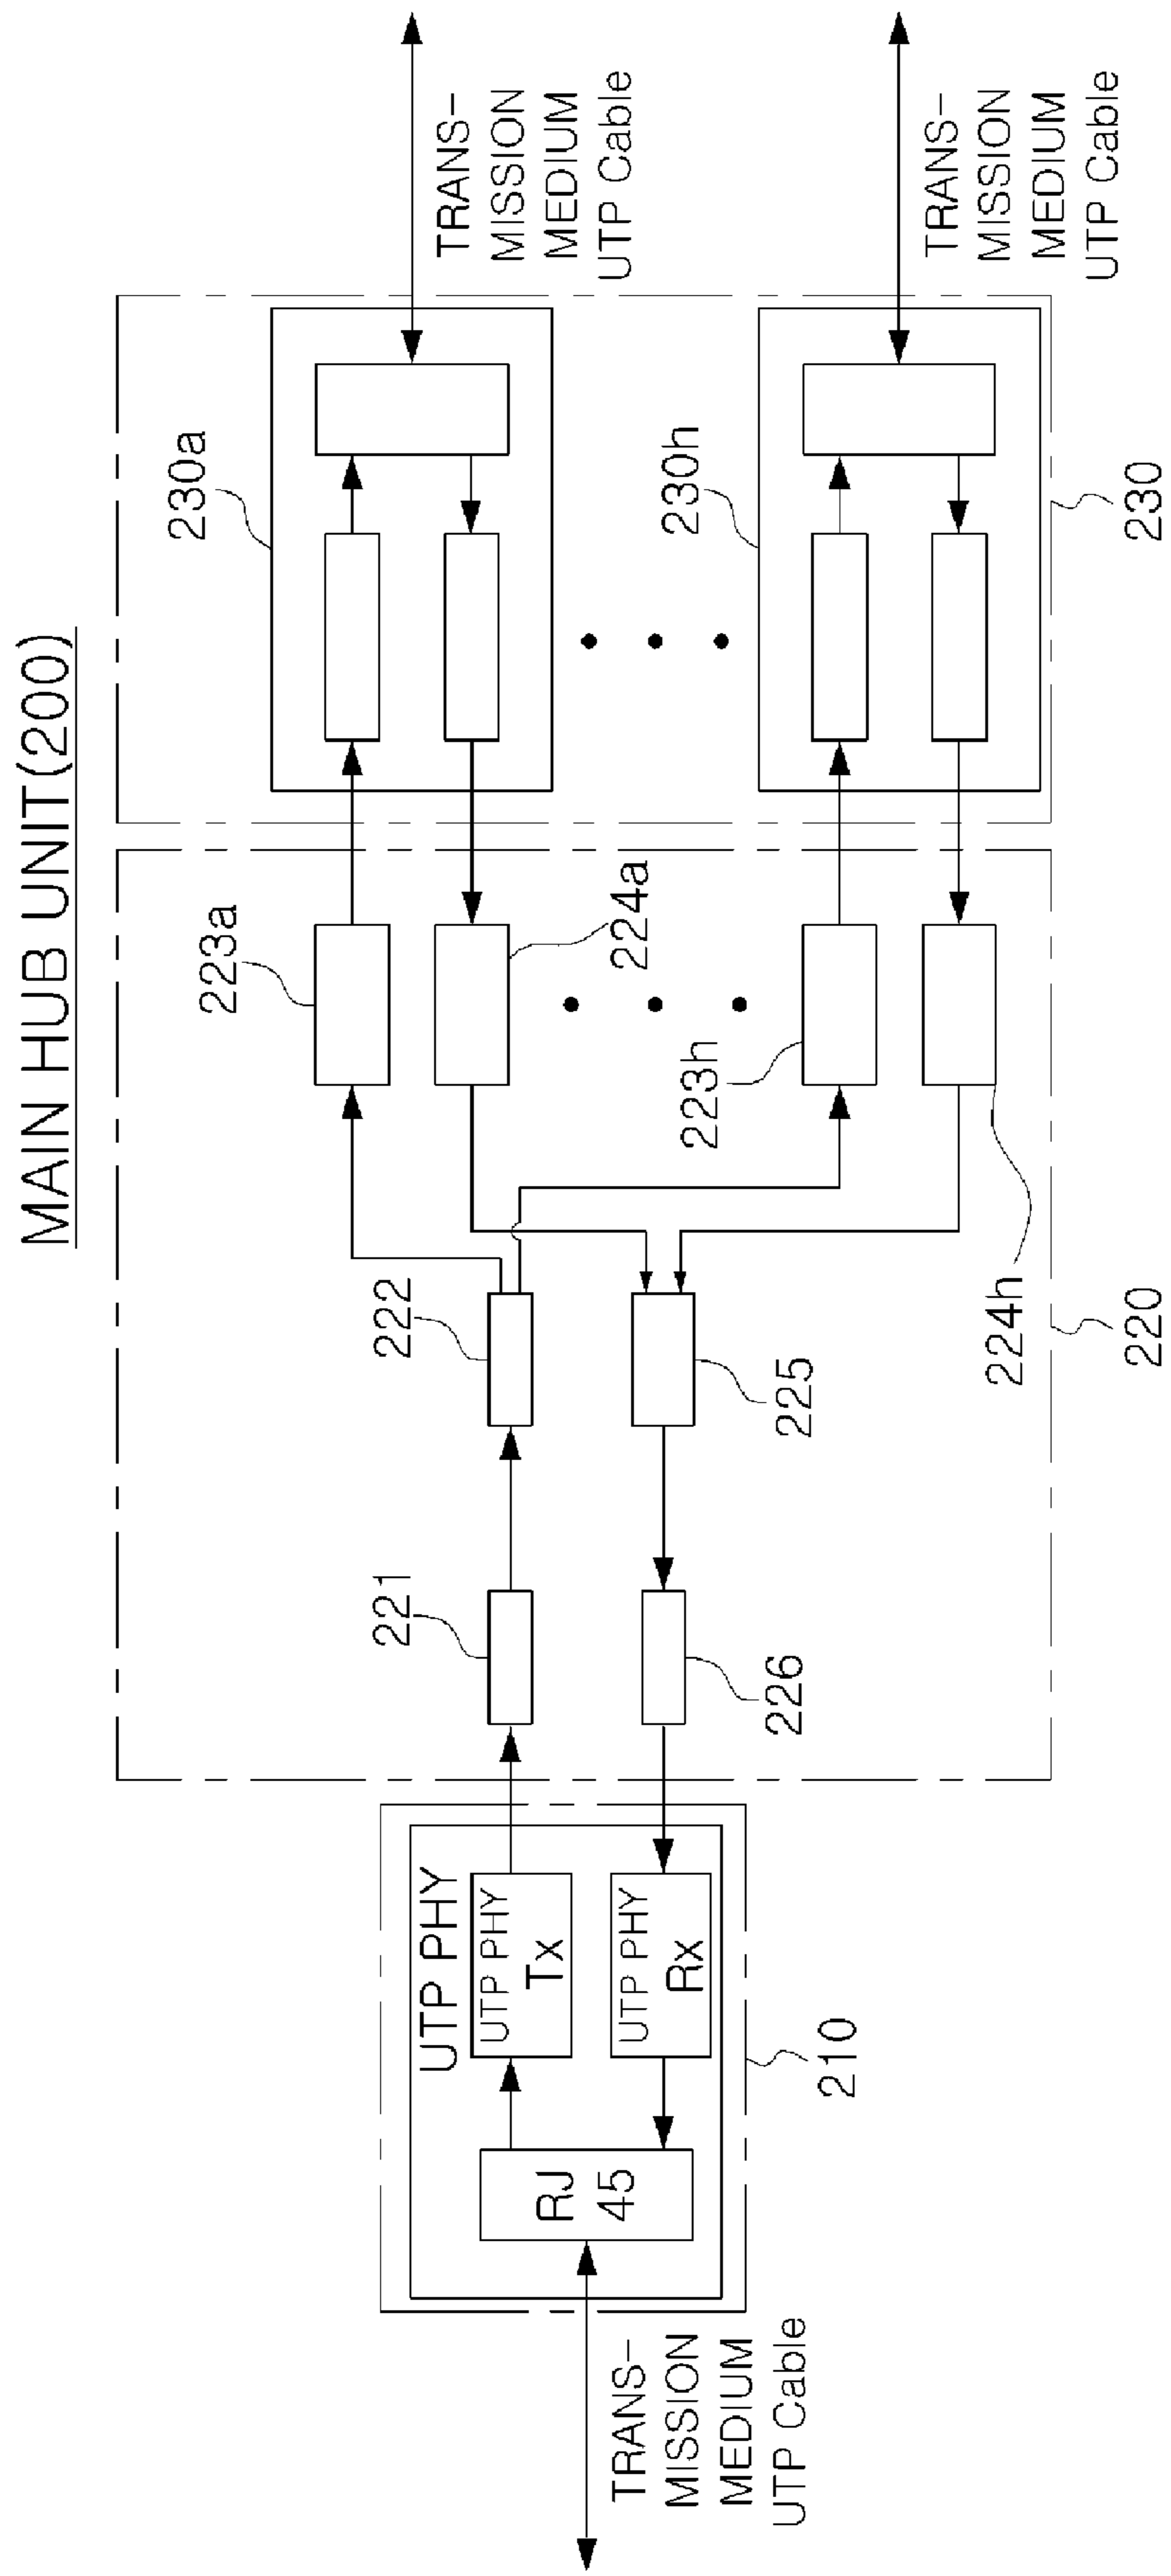 MAIN HUB UNIT(200)
TRANS-
MISSION
MEDIUM
UTP Cable
RJ
45
UTP PHY
UTP PHY
Tx
UTP PHY
Rx
210
221
222
223a
224a
223h
224h
225
226
220
230a
230h
230
TRANS-
MISSION
MEDIUM
UTP Cable
TRANS-
MISSION
MEDIUM
UTP Cable